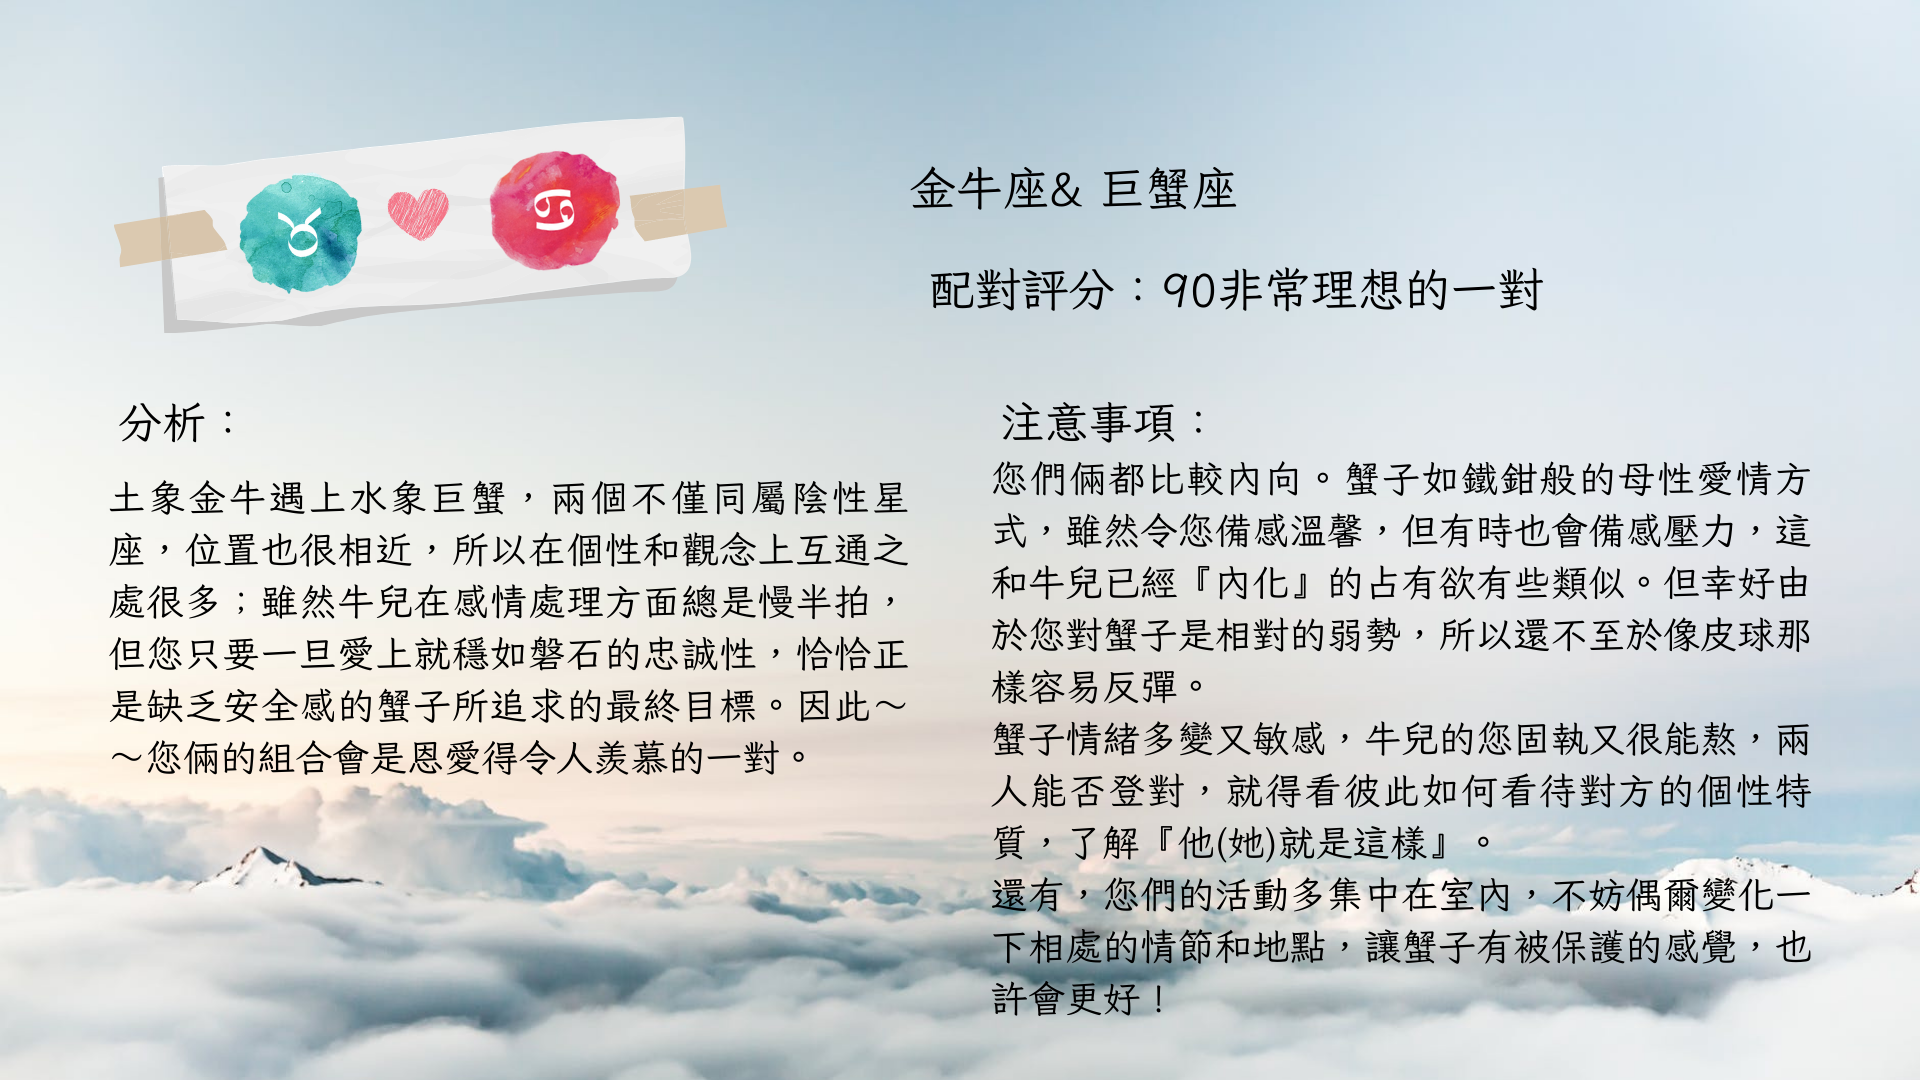 ♉ ♋
金牛座& 巨蟹座
配對評分：90非常理想的一對
分析：
土象金牛遇上水象巨蟹，兩個不僅同屬陰性星
座，位置也很相近，所以在個性和觀念上互通之
處很多；雖然牛兒在感情處理方面總是慢半拍，
但您只要一旦愛上就穩如磐石的忠誠性，恰恰正
是缺乏安全感的蟹子所追求的最終目標。因此～
～您倆的組合會是恩愛得令人羨慕的一對。
注意事項：
您們倆都比較內向。蟹子如鐵鉗般的母性愛情方
式，雖然令您備感溫馨，但有時也會備感壓力，這
和牛兒已經『內化』的占有欲有些類似。但幸好由
於您對蟹子是相對的弱勢，所以還不至於像皮球那
樣容易反彈。
蟹子情緒多變又敏感，牛兒的您固執又很能熬，兩
人能否登對，就得看彼此如何看待對方的個性特
質，了解『他(她)就是這樣』。
還有，您們的活動多集中在室內，不妨偶爾變化一
下相處的情節和地點，讓蟹子有被保護的感覺，也
許會更好！